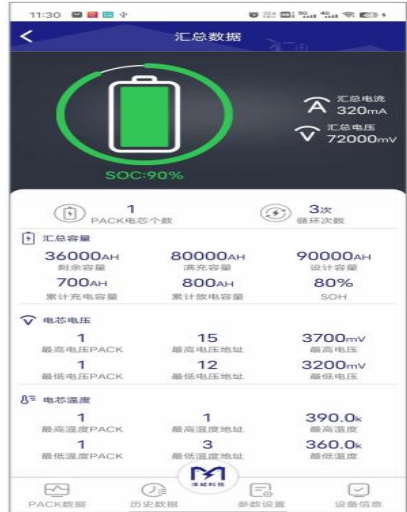 11:30
汇总数据
汇总电流
A 320mA
汇总电压
V 72000mV
SOC:90%
1
PACK电芯个数
3次
循环次数
汇总容量
36000AH 80000AH 90000AH
剩余容量 满充容量 设计容量
700AH 800AH 80%
累计充电容量 累计放电容量 SOH
电芯电压
1 15 3700mV
最高电压PACK 最高电压地址 最高电压
1 12 3200mV
最低电压PACK 最低电压地址 最低电压
电芯温度
1 1 390.0k
最高温度PACK 最高温度地址 最高温度
1 3 360.0k
最低温度PACK 最低温度地址 最低温度
PACK数据 历史数据 参数设置 设备信息